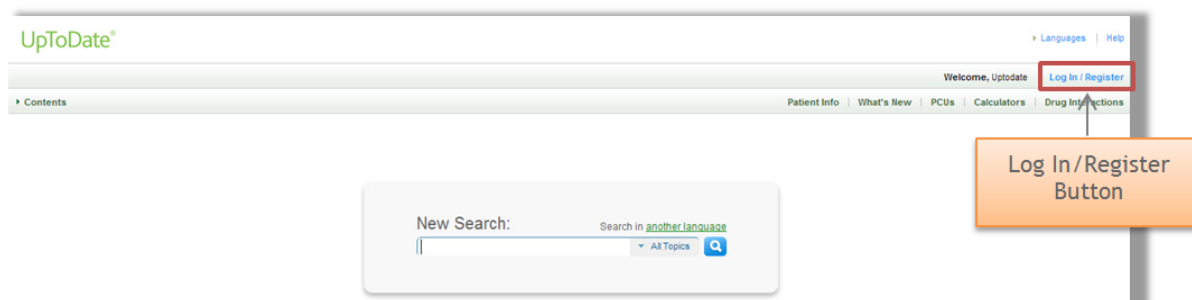 UpToDate®
Languages | Help
Welcome, Uptodate Log In / Register
Contents
Patient Info | What's New | PCUs | Calculators | Drug Interactions
Log In/Register
Button
New Search:
Search in another language
All Topics